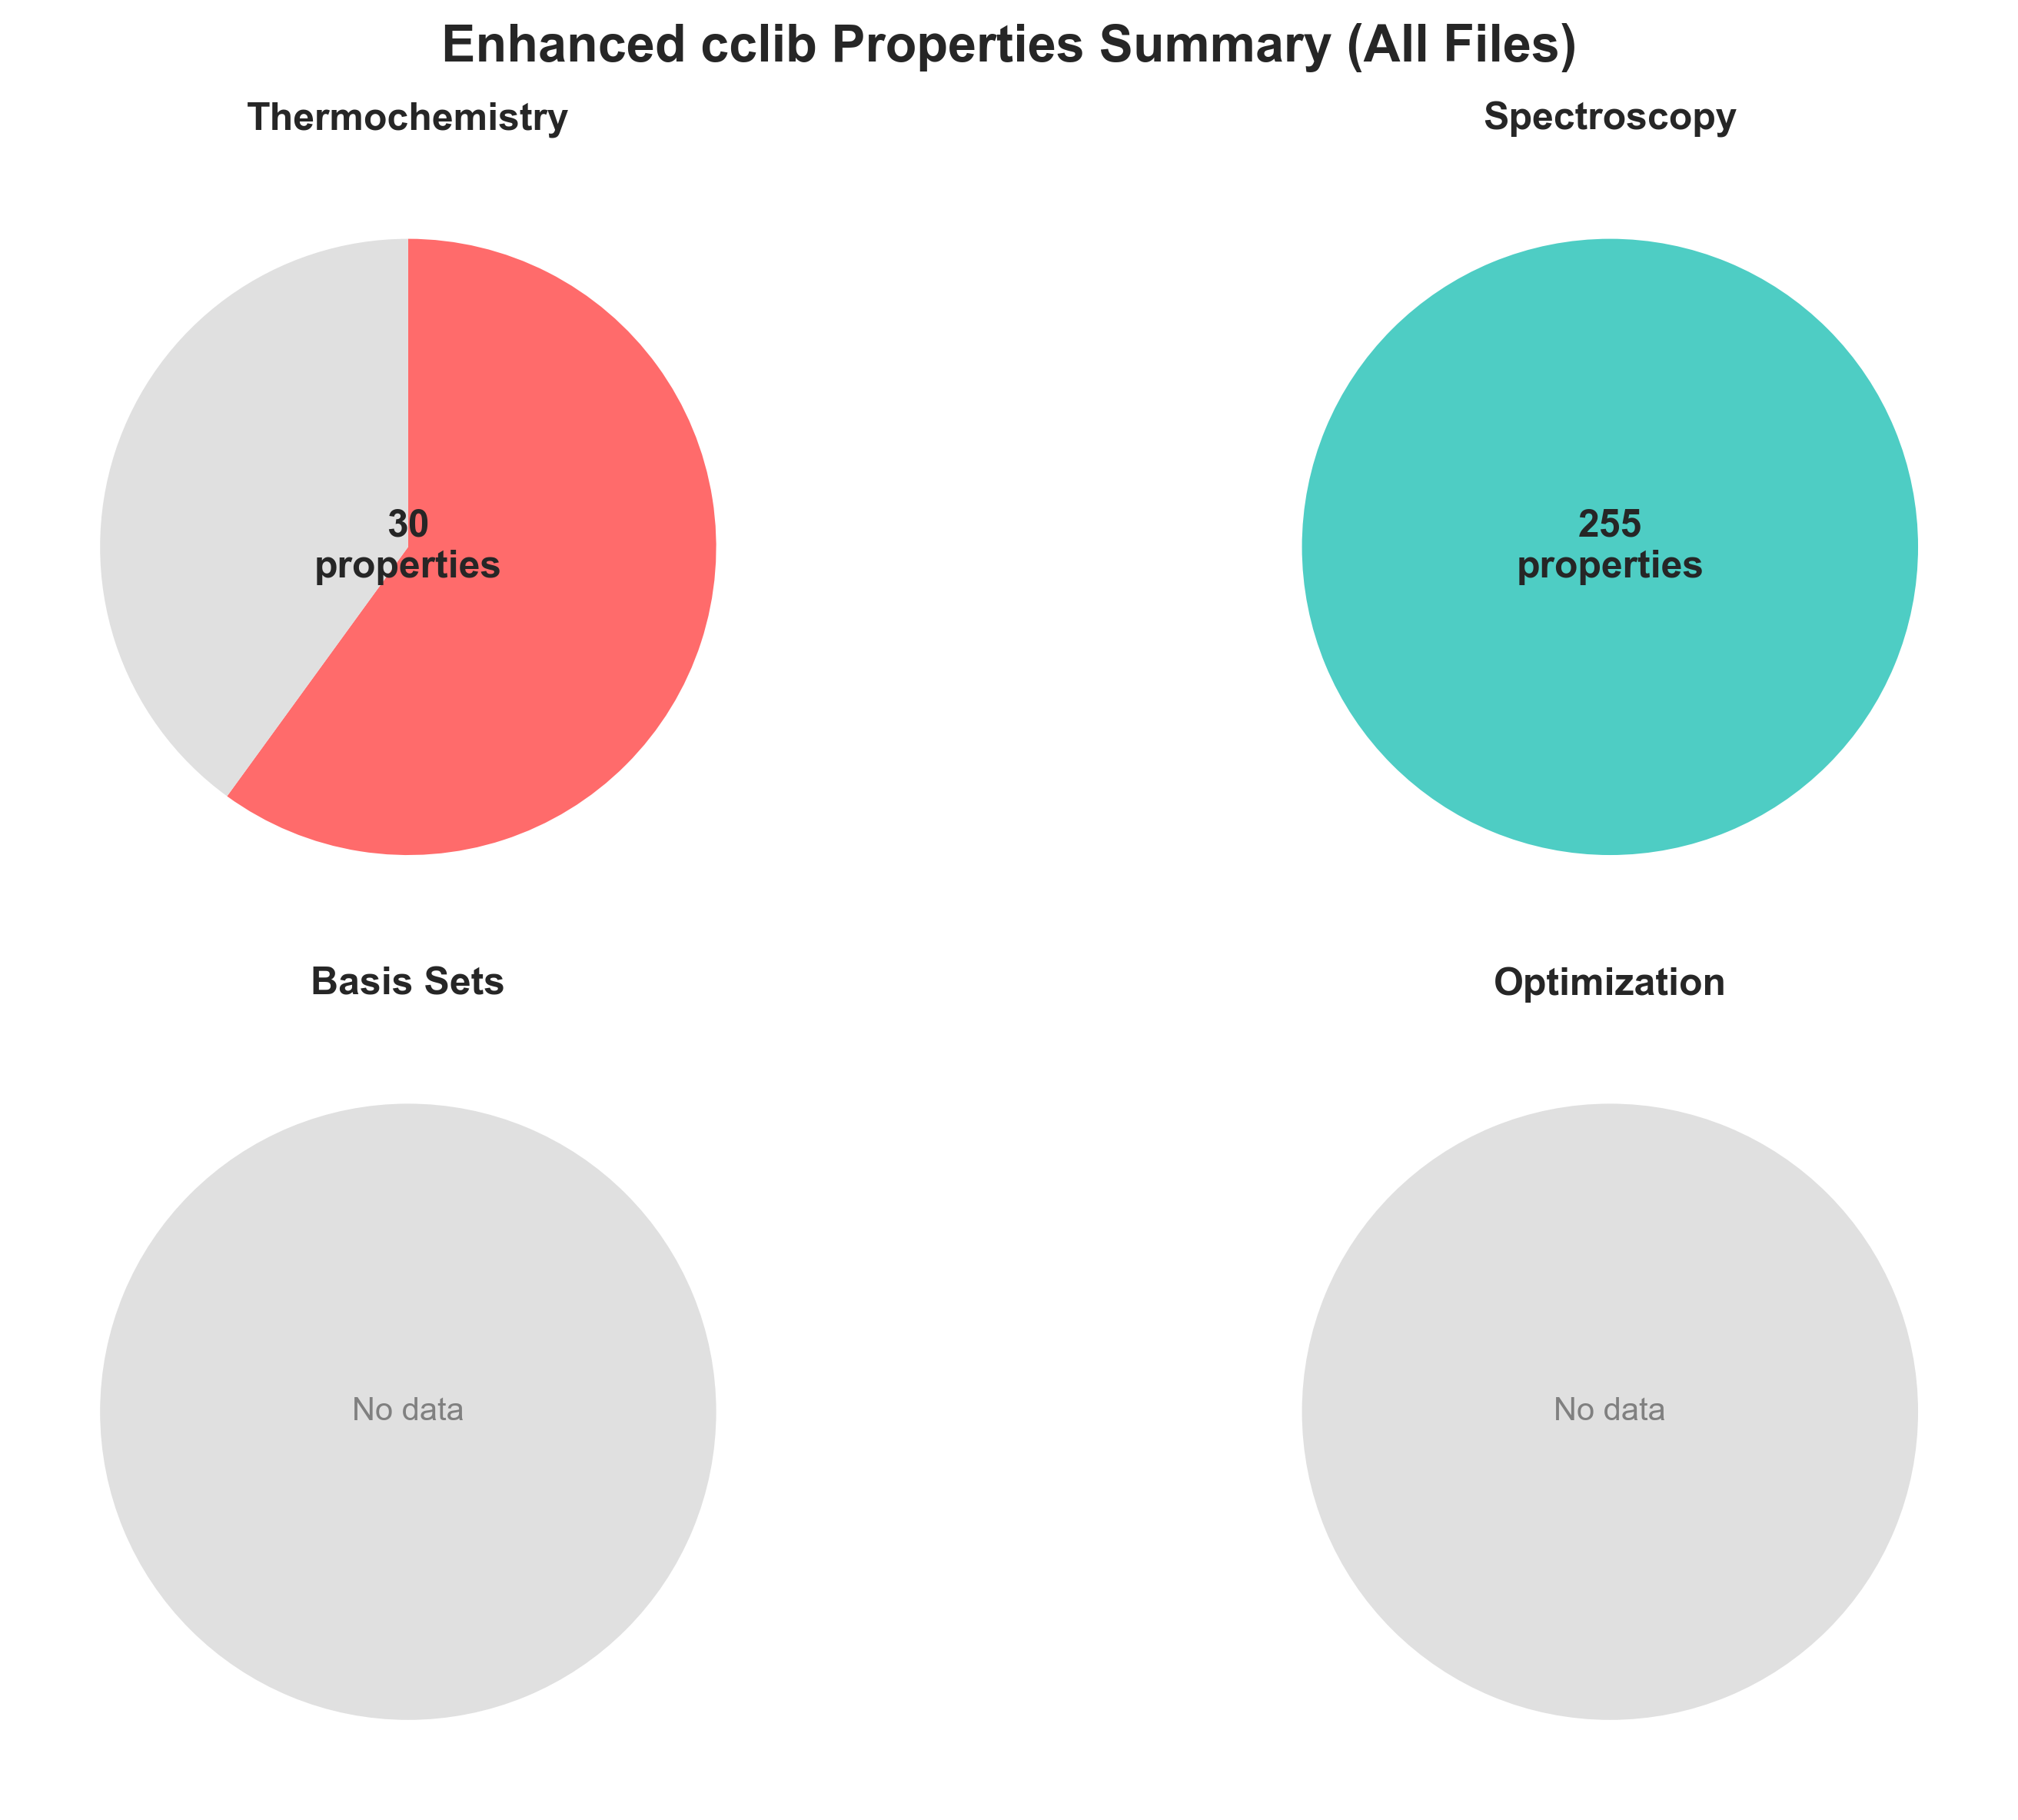 Enhanced cclib Properties Summary (All Files)
Thermochemistry
Spectroscopy
30
properties
255
properties
Basis Sets
Optimization
No data
No data